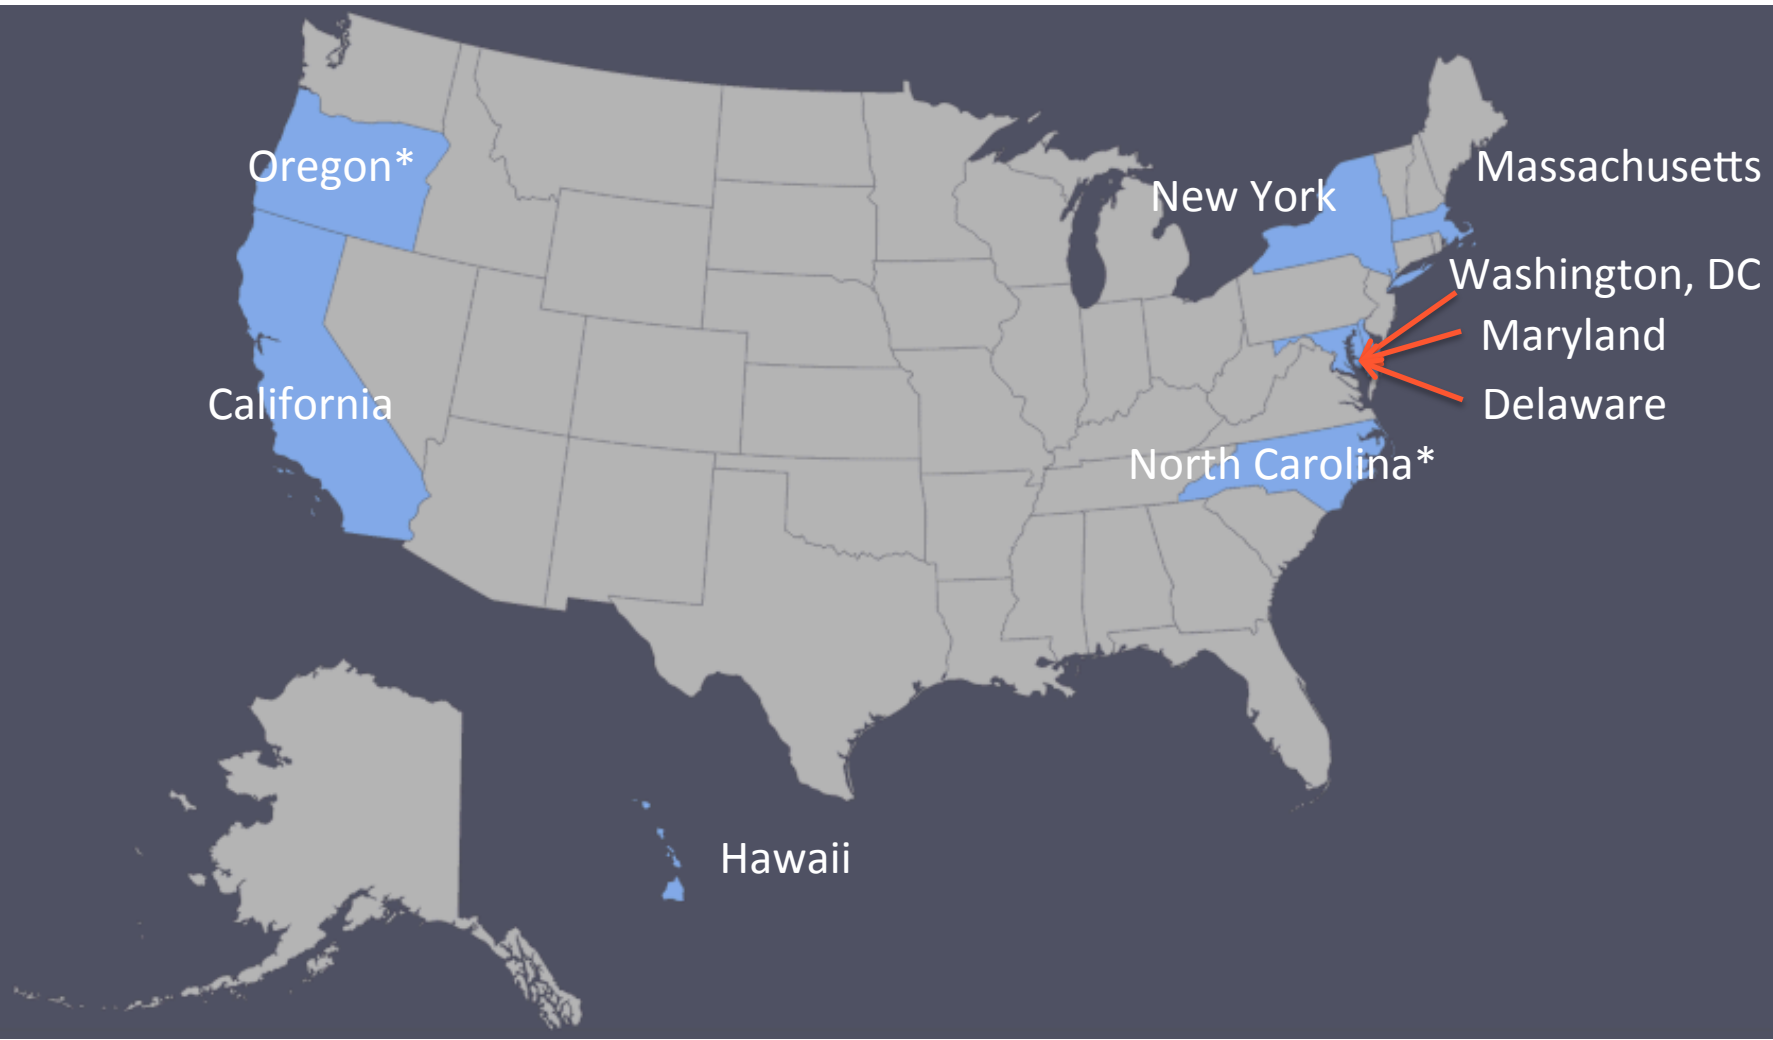 Oregon*
Massachusetts
New York
Washington, DC
Maryland
California
Delaware
North Carolina*
Hawaii